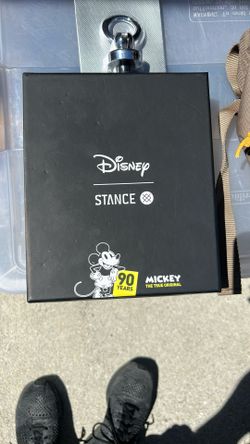 Disney
STANCE
90
YEARS
MICKEY
THE TRUE ORIGINAL